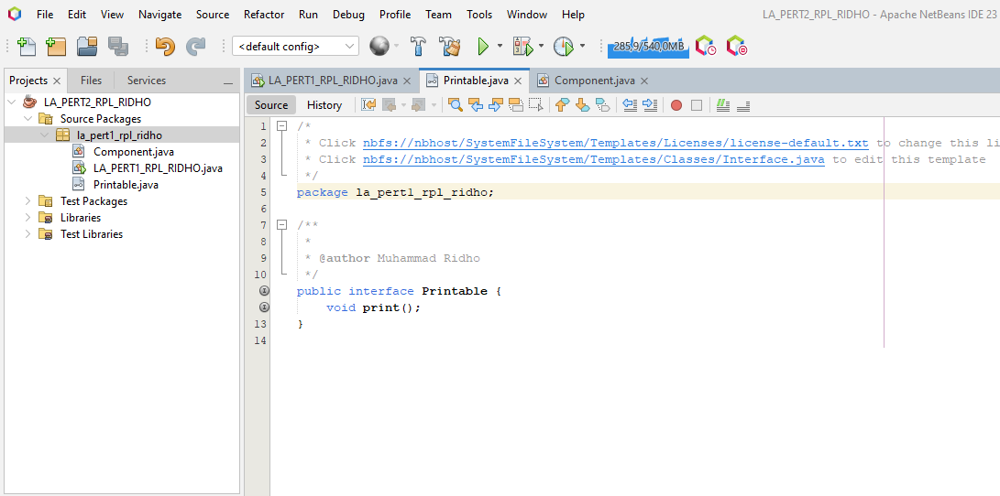 File Edit View Navigate Source Refactor Run Debug Profile Team Tools Window Help LA_PERT2_RPL_RIDHO - Apache NetBeans IDE 23
<default config> 285,9/540,0MB
Projects Files Services
LA_PERT2_RPL_RIDHO
Source Packages
la_pert1_rpl_ridho
Component.java
LA_PERT1_RPL_RIDHO.java
Printable.java
Test Packages
Libraries
Test Libraries
LA_PERT1_RPL_RIDHO.java Printable.java Component.java
Source History
1 /*
2 * Click nbfs://nbhost/SystemFileSystem/Templates/Licenses/license-default.txt to change this li
3 * Click nbfs://nbhost/SystemFileSystem/Templates/Classes/Interface.java to edit this template
4 */
5 package la_pert1_rpl_ridho;
6
7 /**
8 *
9 * @author Muhammad Ridho
10 */
public interface Printable {
void print();
13 }
14